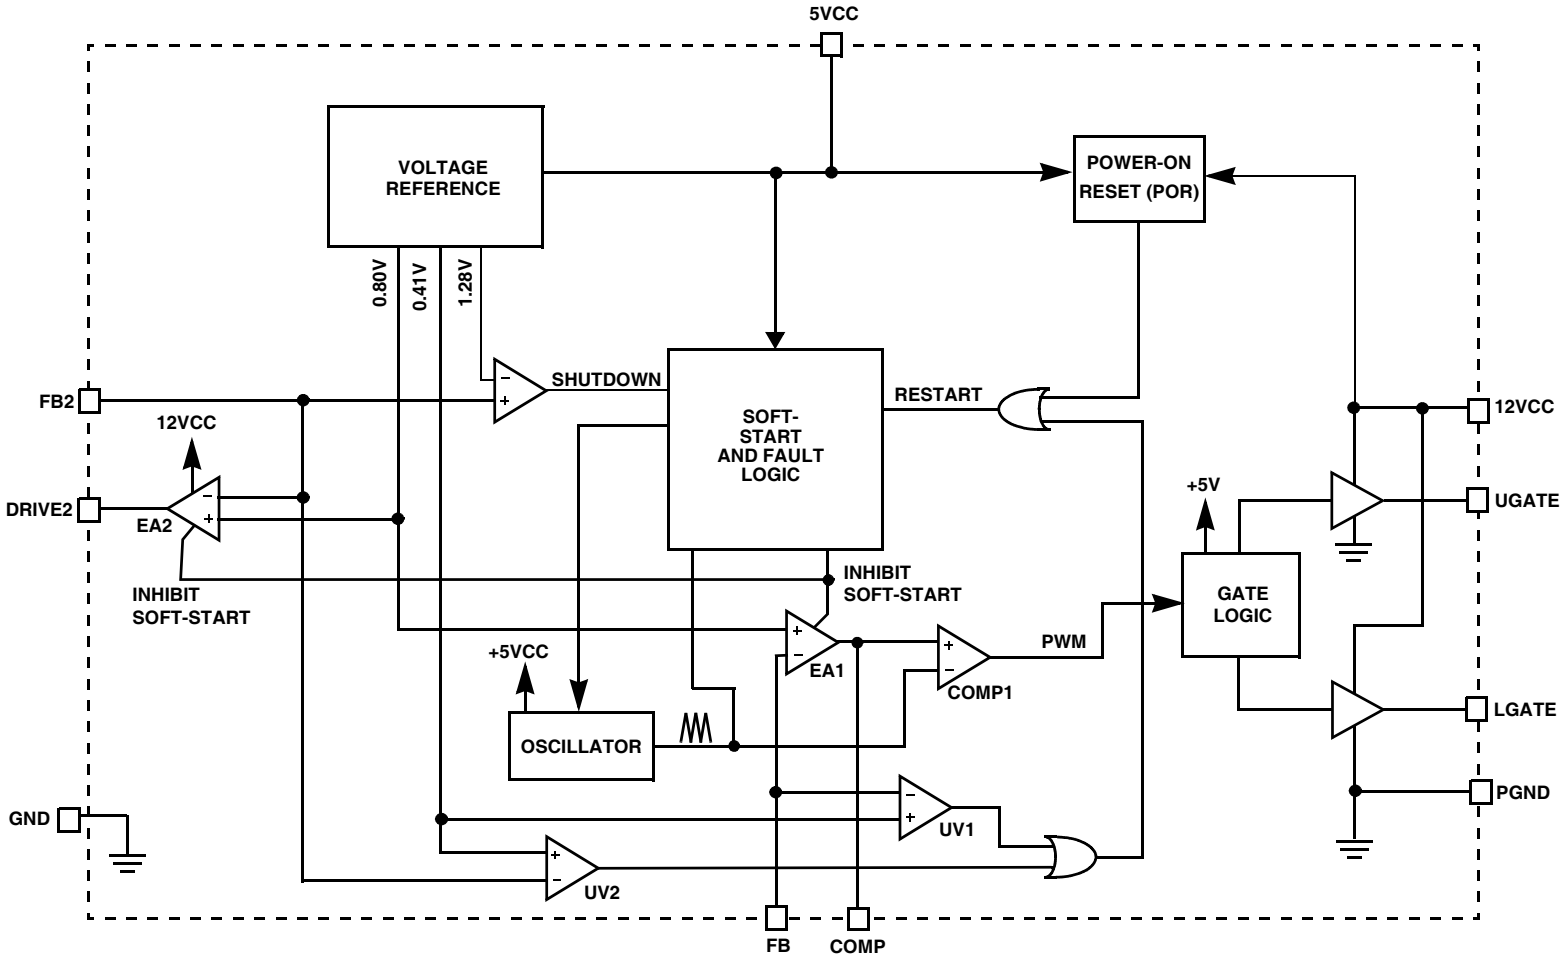 5VCC
VOLTAGE
REFERENCE
POWER-ON
RESET (POR)
0.80V
0.41V
1.28V
SHUTDOWN
RESTART
FB2
12VCC
12VCC
SOFT-
START
AND FAULT
LOGIC
DRIVE2
-
+
-
+
EA2
+5V
UGATE
INHIBIT
SOFT-START
INHIBIT
SOFT-START
GATE
LOGIC
+
-
EA1
+
-
COMP1
PWM
+5VCC
OSCILLATOR
LGATE
PGND
GND
-
+
UV1
+
-
UV2
FB
COMP